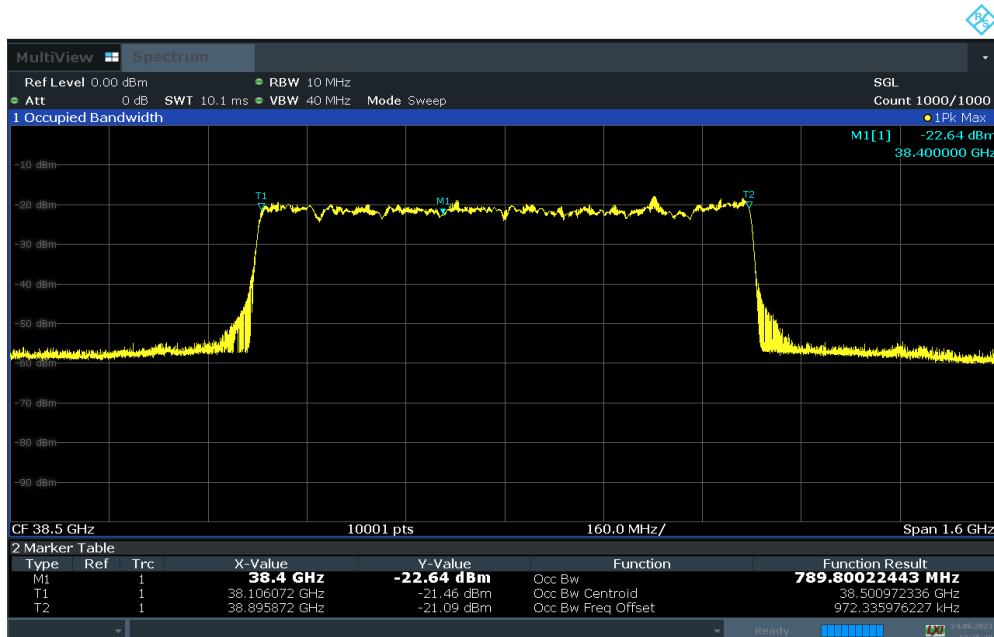 R S
MultiView Spectrum
Ref Level 0.00 dBm RBW 10 MHz SGL
Att 0 dB SWT 10.1 ms VBW 40 MHz Mode Sweep Count 1000/1000
1 Occupied Bandwidth 1Pk Max
M1[1] -22.64 dBm
38.400000 GHz
-10 dBm
T1 M1 T2
-20 dBm
-30 dBm
-40 dBm
-50 dBm
-60 dBm
-70 dBm
-80 dBm
-90 dBm
CF 38.5 GHz 10001 pts 160.0 MHz/ Span 1.6 GHz
2 Marker Table
Type Ref Trc X-Value Y-Value Function Function Result
M1 1 38.4 GHz -22.64 dBm Occ Bw 789.80022443 MHz
T1 1 38.106072 GHz -21.46 dBm Occ Bw Centroid 38.500972336 GHz
T2 1 38.895872 GHz -21.09 dBm Occ Bw Freq Offset 972.335976227 kHz
Ready 24.08.2021